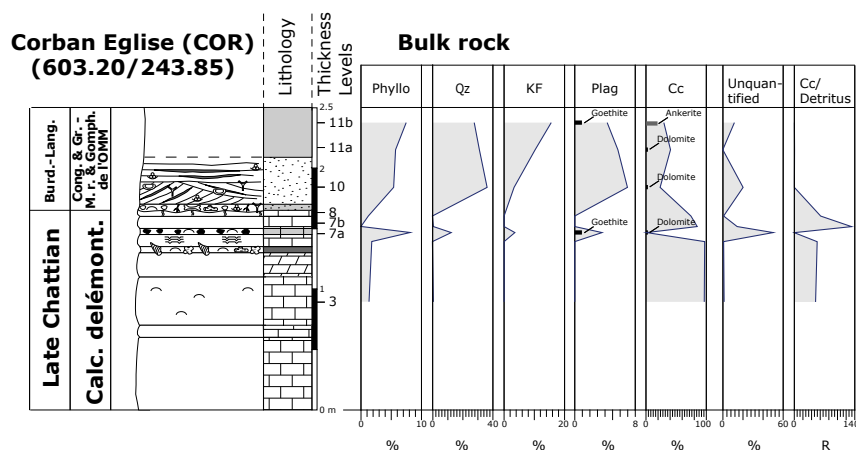 Corban Eglise (COR)
(603.20/243.85)
Lithology
Thickness
Levels
Bulk rock
Phyllo
Qz
KF
Plag
Cc
Unquan-
tified
Cc/
Detritus
Burd.-Lang.
Cong. & Gr. -
M. r. & Gomph.
de l'OMM
Late Chattian
Calc. delémont.
2.5
11b
11a
2
10
8
7b
7a
1
3
0 m
Goethite
Ankerite
Dolomite
Dolomite
Goethite
Dolomite
0 10
0 40
0 20
0 8
0 100
0 60
0 140
%
%
%
%
%
%
R